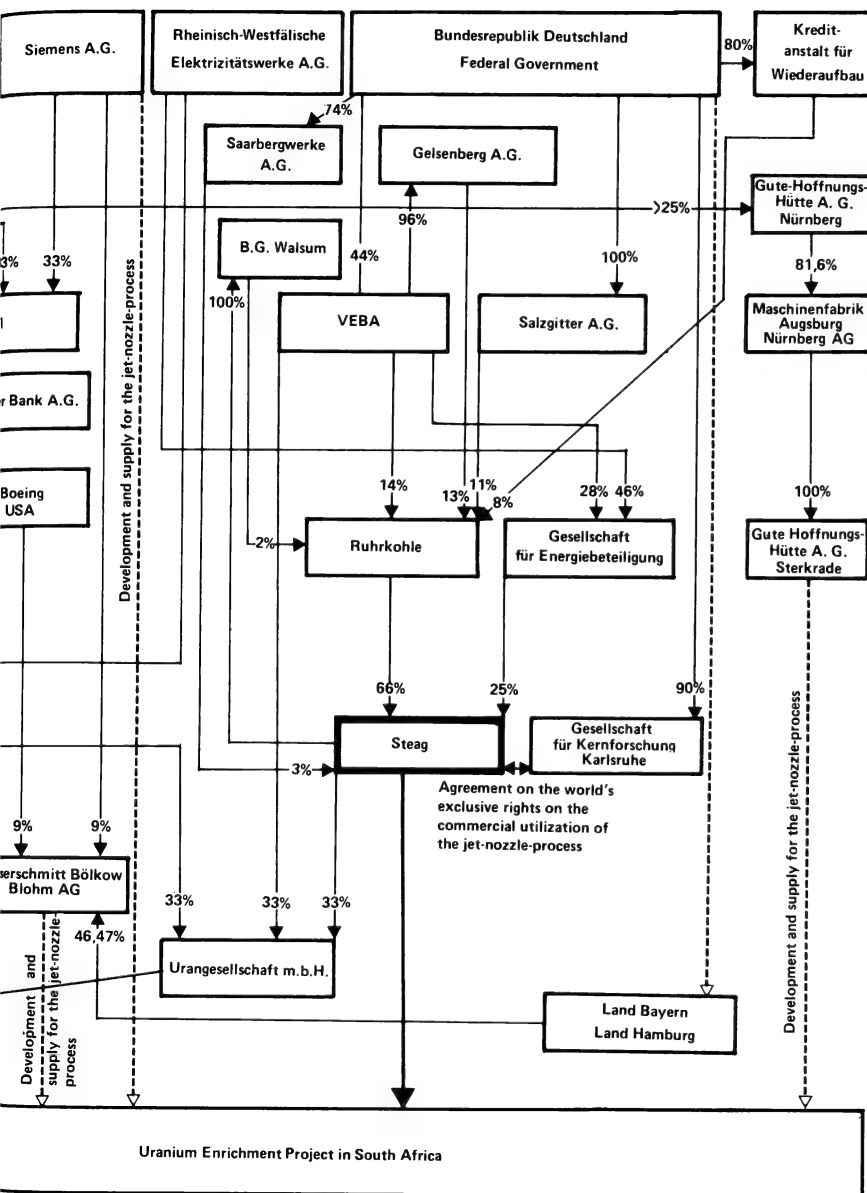 Siemens A.G.
Rheinisch-Westfälische
Elektrizitätswerke A.G.
Bundesrepublik Deutschland
Federal Government
80%
Kredit-
anstalt für
Wiederaufbau
74%
Saarbergwerke
A.G.
Gelsenberg A.G.
Gute-Hoffnungs-
Hütte A. G.
Nürnberg
>25%
96%
B.G. Walsum
3%
33%
44%
100%
81,6%
100%
VEBA
Salzgitter A.G.
Maschinenfabrik
Augsburg
Nürnberg AG
Bank A.G.
Development and supply for the jet-nozzle-process
Boeing
USA
14%
13%
11%
8%
28%
46%
100%
2%
Ruhrkohle
Gesellschaft
für Energiebeteiligung
Gute Hoffnungs-
Hütte A. G.
Sterkrade
66%
25%
90%
Steag
Gesellschaft
für Kernforschung
Karlsruhe
3%
Agreement on the world's
exclusive rights on the
commercial utilization of
the jet-nozzle-process
Development and supply for the jet-nozzle-process
9%
9%
serschmitt Bölkow
Blohm AG
33%
33%
33%
46,47%
Urangesellschaft m.b.H.
Development and
supply for the jet-nozzle-
process
Land Bayern
Land Hamburg
Uranium Enrichment Project in South Africa